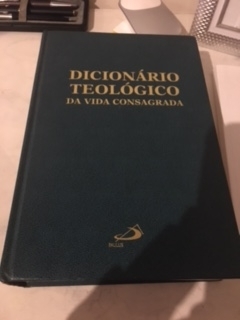 DICIONÁRIO
TEOLÓGICO
DA VIDA CONSAGRADA
PAULUS